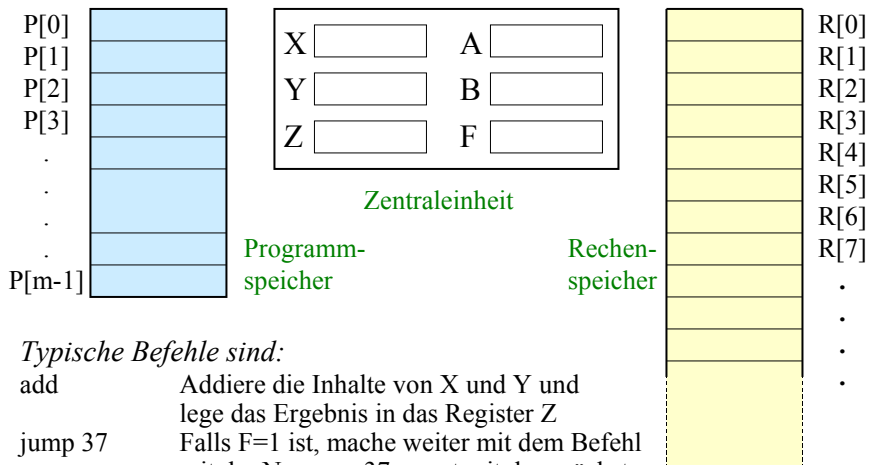 P[0]
P[1]
P[2]
P[3]
.
.
.
.
P[m-1]
X
A
Y
B
Z
F
Zentraleinheit
Programm-
speicher
Rechen-
speicher
R[0]
R[1]
R[2]
R[3]
R[4]
R[5]
R[6]
R[7]
.
.
.
.
Typische Befehle sind:
add Addiere die Inhalte von X und Y und
lege das Ergebnis in das Register Z
jump 37 Falls F=1 ist, mache weiter mit dem Befehl